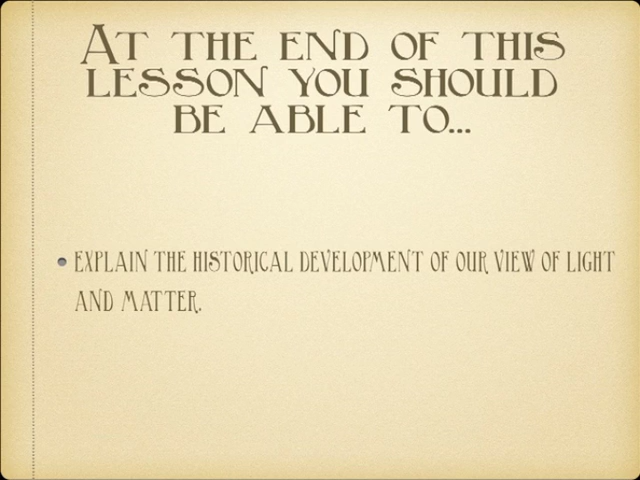 At the end of this
lesson you should
be able to...
• explain the historical development of our view of light
and matter.